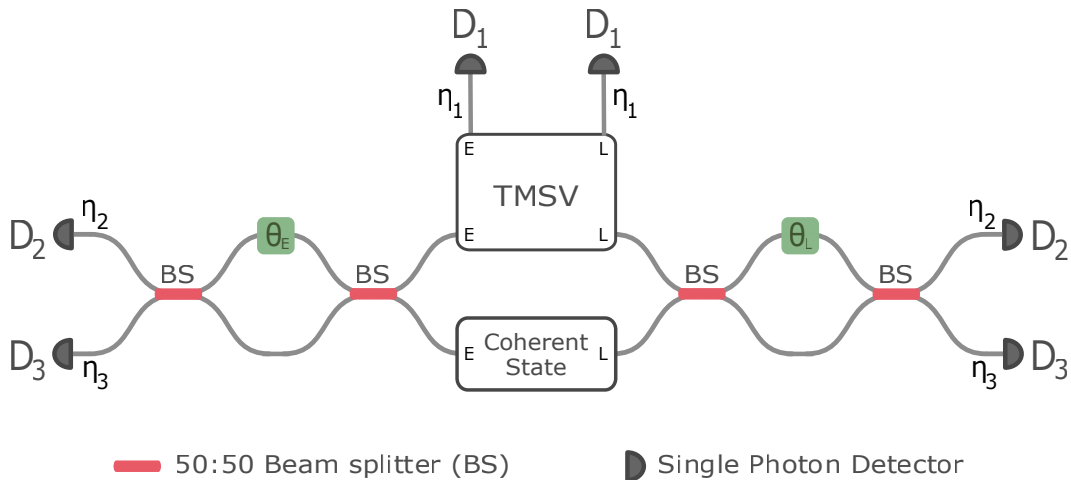 D₁ D₁
η₁ η₁
E L
TMSV
E L
η₂ η₂
D₂ D₂
θE θL
BS BS BS BS
Coherent
State
E L
D₃ D₃
η₃ η₃
50:50 Beam splitter (BS) Single Photon Detector